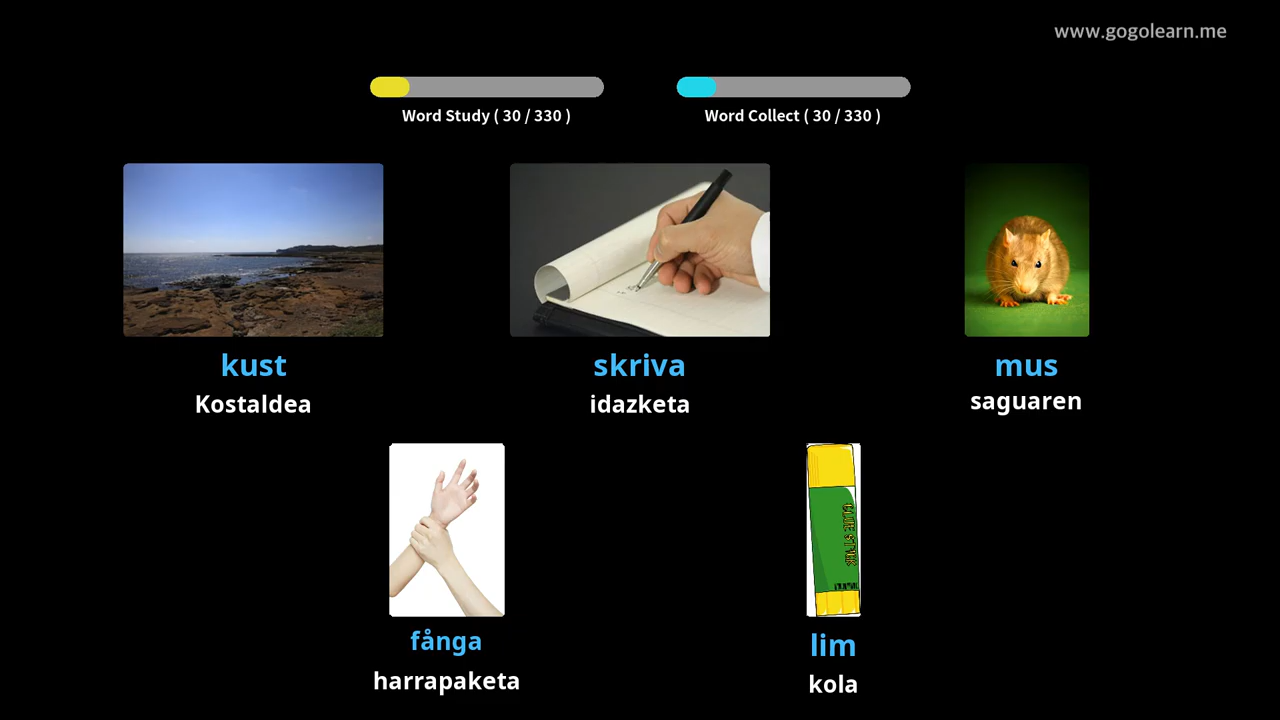 www.gogolearn.me
Word Study ( 30 / 330 )
Word Collect ( 30 / 330 )
kust
Kostaldea
skriva
idazketa
mus
saguaren
fånga
harrapaketa
lim
kola